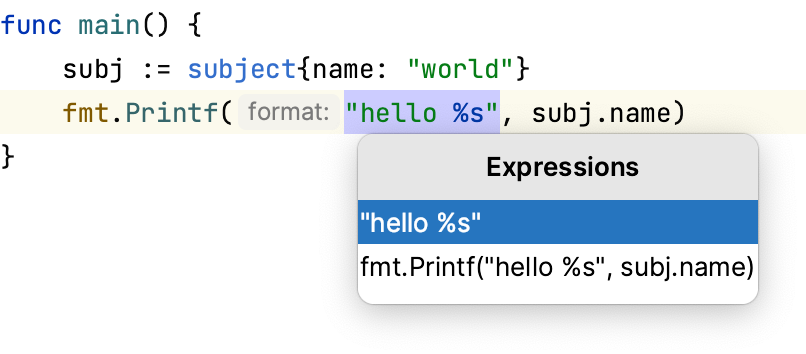 func main() {
    subj := subject{name: "world"}
    fmt.Printf( format: "hello %s", subj.name)
}
Expressions
"hello %s"
fmt.Printf("hello %s", subj.name)